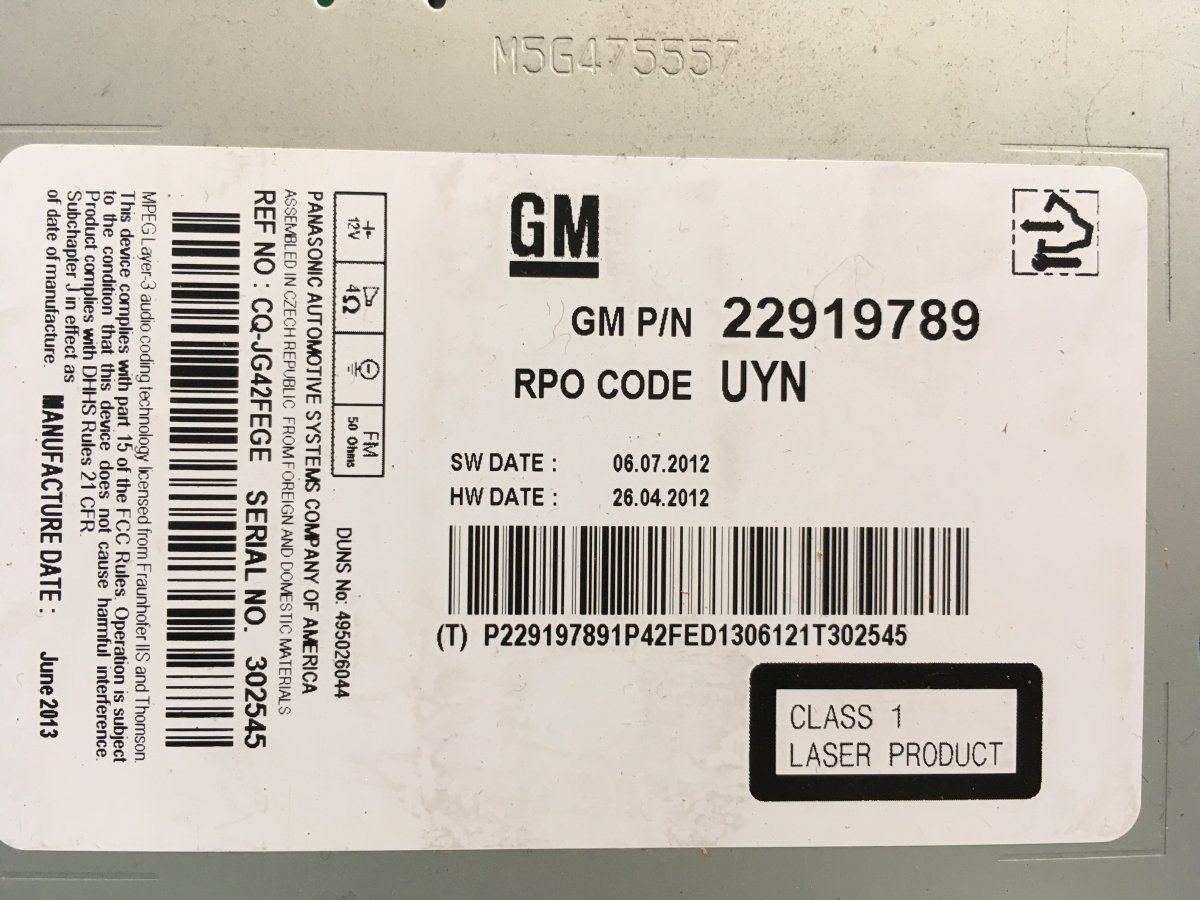 M5G475557
GM
GM P/N 22919789
RPO CODE UYN
SW DATE : 06.07.2012
HW DATE : 26.04.2012
(T) P229197891P42FED1306121T302545
CLASS 1
LASER PRODUCT
12V
4Ω
FM
50 Ohms
DUNS No: 495026044
PANASONIC AUTOMOTIVE SYSTEMS COMPANY OF AMERICA
ASSEMBLED IN CZECH REPUBLIC FROM FOREIGN AND DOMESTIC MATERIALS
REF NO : CQ-JG42FEGE SERIAL NO. 302545
MPEG Layer-3 audio coding technology licensed from Fraunhofer IIS and Thomson.
This device complies with part 15 of the FCC Rules. Operation is subject
to the condition that this device does not cause harmful interference.
Product complies with DHHS Rules 21 CFR.
Subchapter J in effect as
of date of manufacture. MANUFACTURE DATE : June 2013